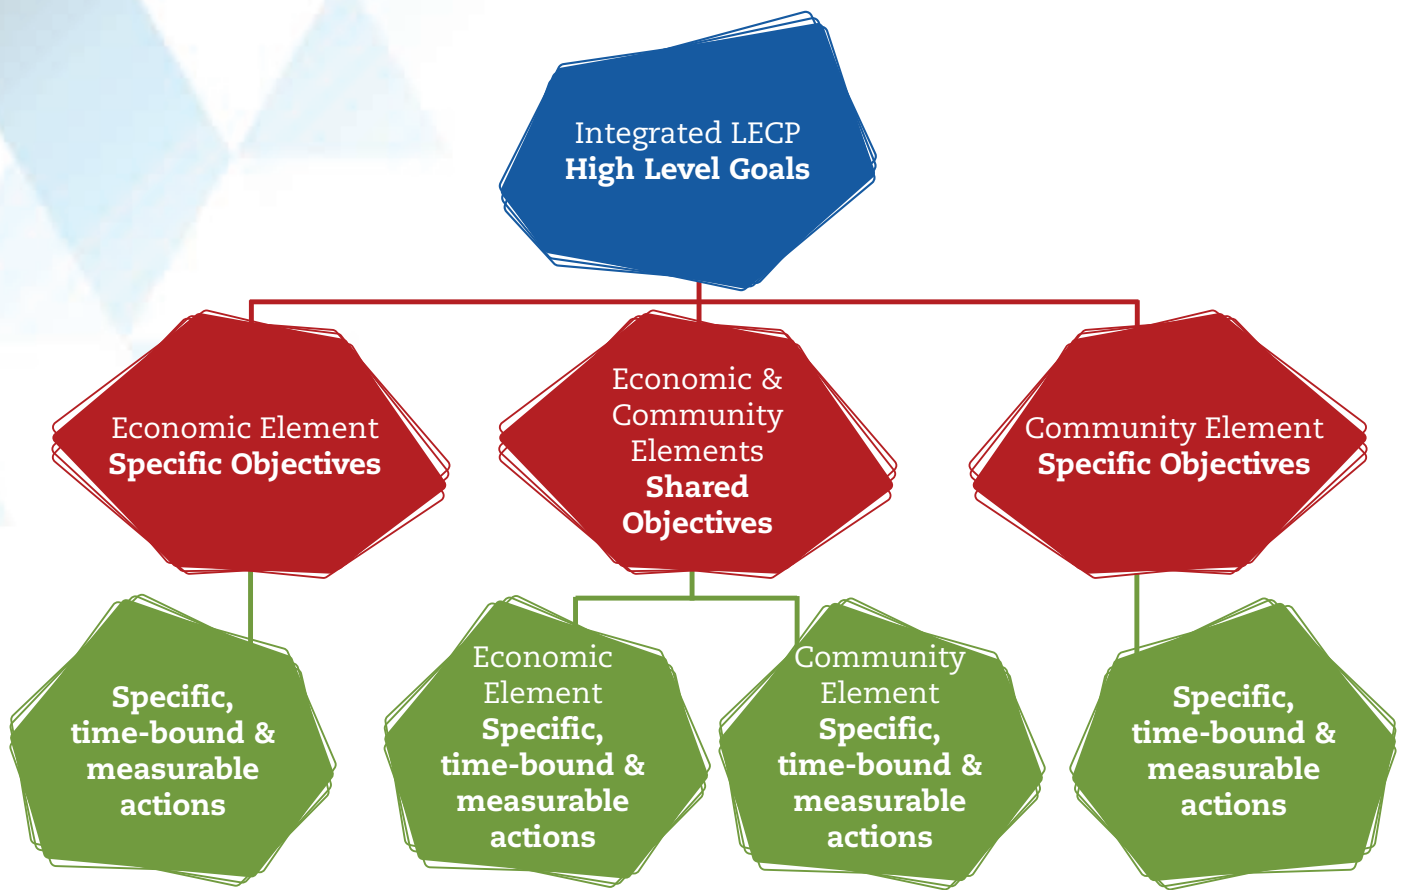 Integrated LECP
High Level Goals
Economic Element
Specific Objectives
Economic &
Community
Elements
Shared
Objectives
Community Element
Specific Objectives
Specific,
time-bound &
measurable
actions
Economic
Element
Specific,
time-bound &
measurable
actions
Community
Element
Specific,
time-bound &
measurable
actions
Specific,
time-bound &
measurable
actions